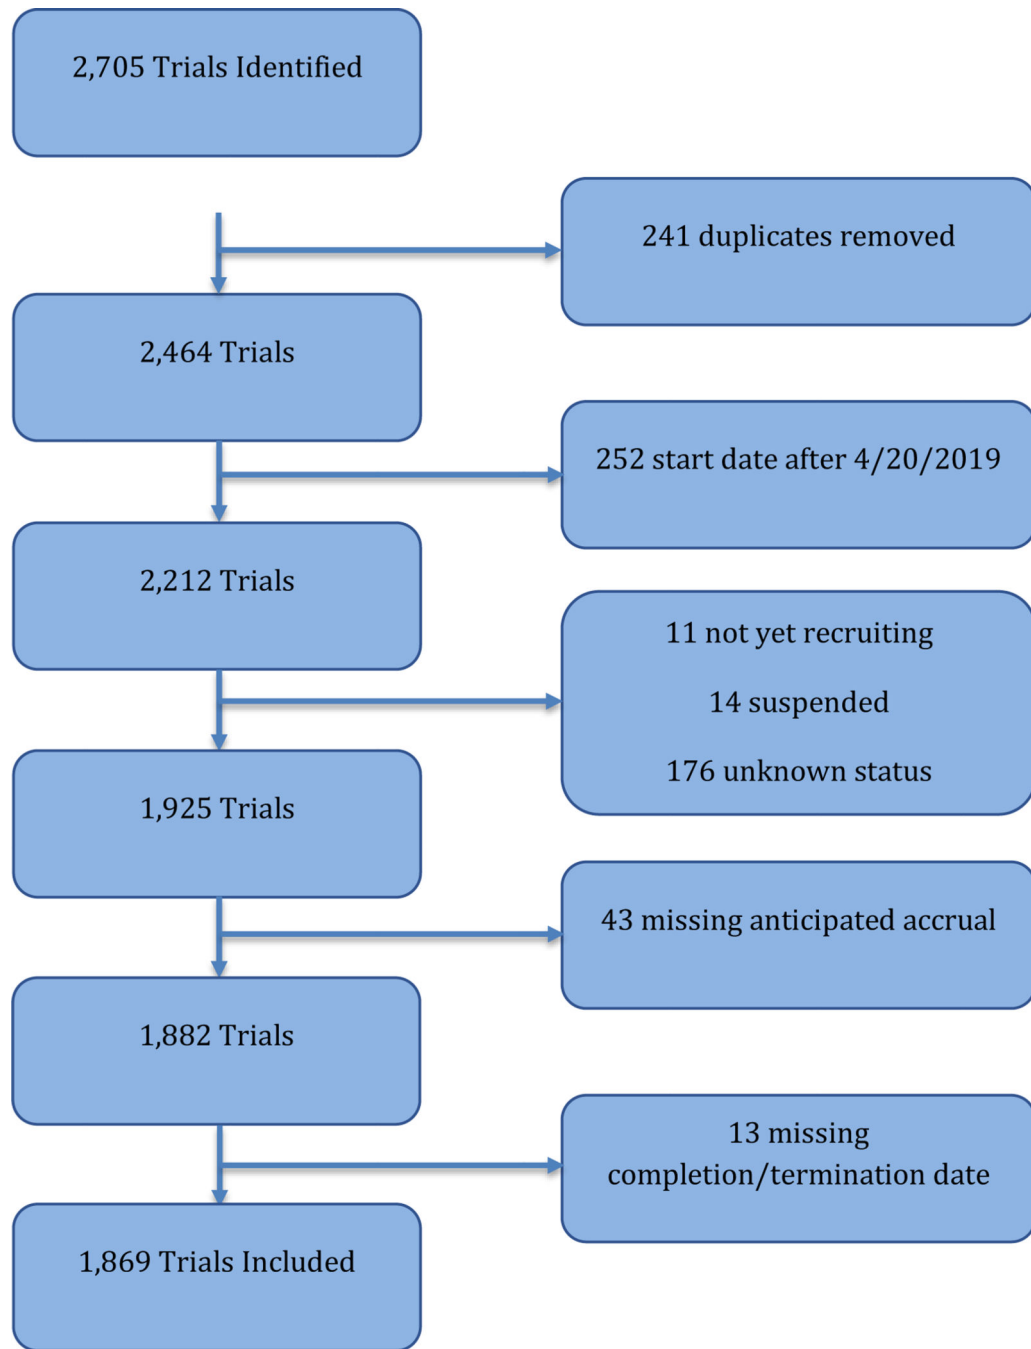 2,705 Trials Identified
241 duplicates removed
2,464 Trials
252 start date after 4/20/2019
2,212 Trials
11 not yet recruiting
14 suspended
176 unknown status
1,925 Trials
43 missing anticipated accrual
1,882 Trials
13 missing
completion/termination date
1,869 Trials Included